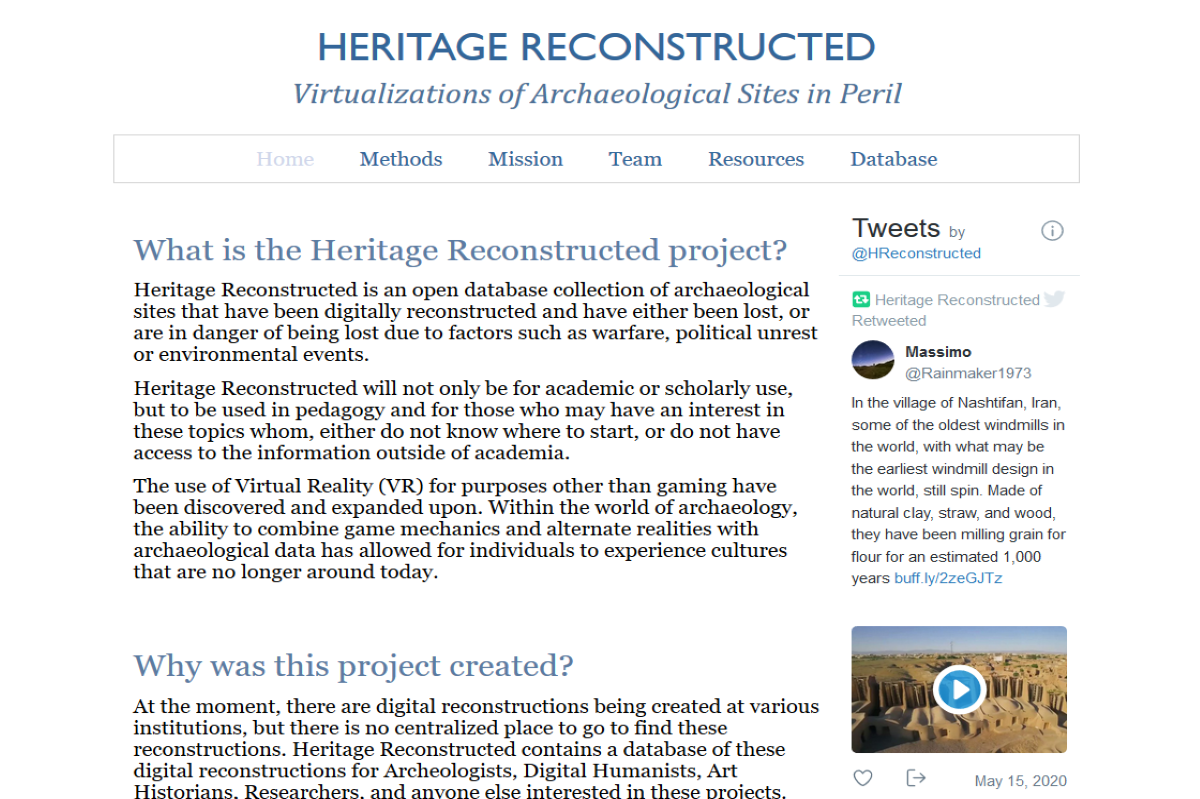 HERITAGE RECONSTRUCTED
Virtualizations of Archaeological Sites in Peril
Home Methods Mission Team Resources Database
What is the Heritage Reconstructed project?
Heritage Reconstructed is an open database collection of archaeological
sites that have been digitally reconstructed and have either been lost, or
are in danger of being lost due to factors such as warfare, political unrest
or environmental events.
Heritage Reconstructed will not only be for academic or scholarly use,
but to be used in pedagogy and for those who may have an interest in
these topics whom, either do not know where to start, or do not have
access to the information outside of academia.
The use of Virtual Reality (VR) for purposes other than gaming have
been discovered and expanded upon. Within the world of archaeology,
the ability to combine game mechanics and alternate realities with
archaeological data has allowed for individuals to experience cultures
that are no longer around today.
Why was this project created?
At the moment, there are digital reconstructions being created at various
institutions, but there is no centralized place to go to find these
reconstructions. Heritage Reconstructed contains a database of these
digital reconstructions for Archeologists, Digital Humanists, Art
Historians, Researchers, and anyone else interested in these projects.
Tweets by
@HReconstructed
Heritage Reconstructed
Retweeted
Massimo
@Rainmaker1973
In the village of Nashtifan, Iran,
some of the oldest windmills in
the world, with what may be
the earliest windmill design in
the world, still spin. Made of
natural clay, straw, and wood,
they have been milling grain for
flour for an estimated 1,000
years buff.ly/2zeGJTz
May 15, 2020